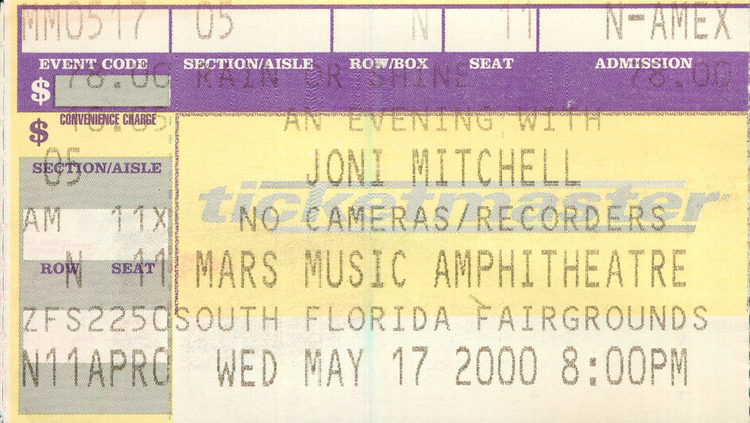 MM0517 05 N 11 N-AMEX
EVENT CODE SECTION/AISLE ROW/BOX SEAT ADMISSION
$ 78.00 RAIN OR SHINE 78.00
CONVENIENCE CHARGE
$ AN EVENING WITH
SECTION/AISLE
05 JONI MITCHELL
ticketmaster
AM 11X NO CAMERAS/RECORDERS
ROW SEAT
N 11 MARS MUSIC AMPHITHEATRE
ZFS2250 SOUTH FLORIDA FAIRGROUNDS
N11APR0 WED MAY 17 2000 8:00PM